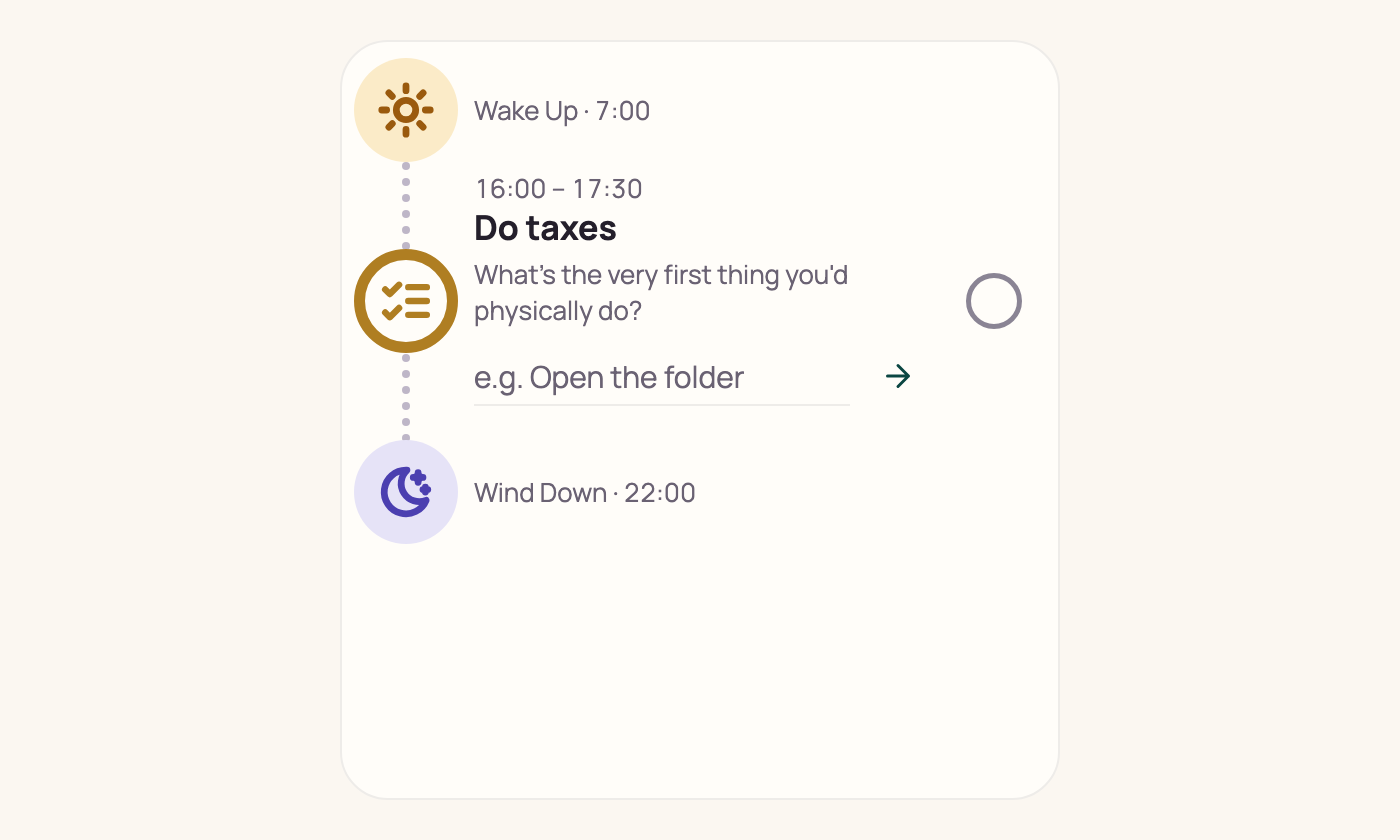 Wake Up · 7:00
16:00 – 17:30
Do taxes
What's the very first thing you'd
physically do?
e.g. Open the folder
Wind Down · 22:00